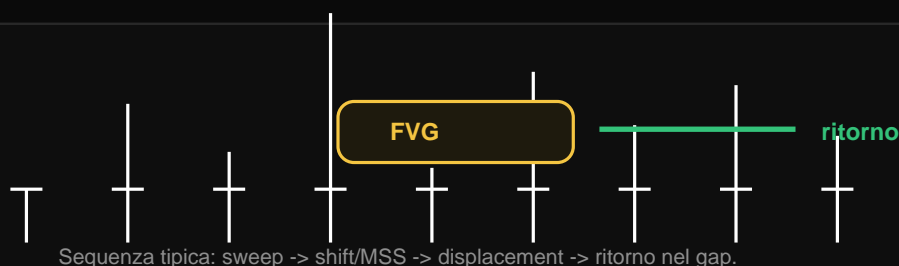 FVG
ritorno
Sequenza tipica: sweep -> shift/MSS -> displacement -> ritorno nel gap.